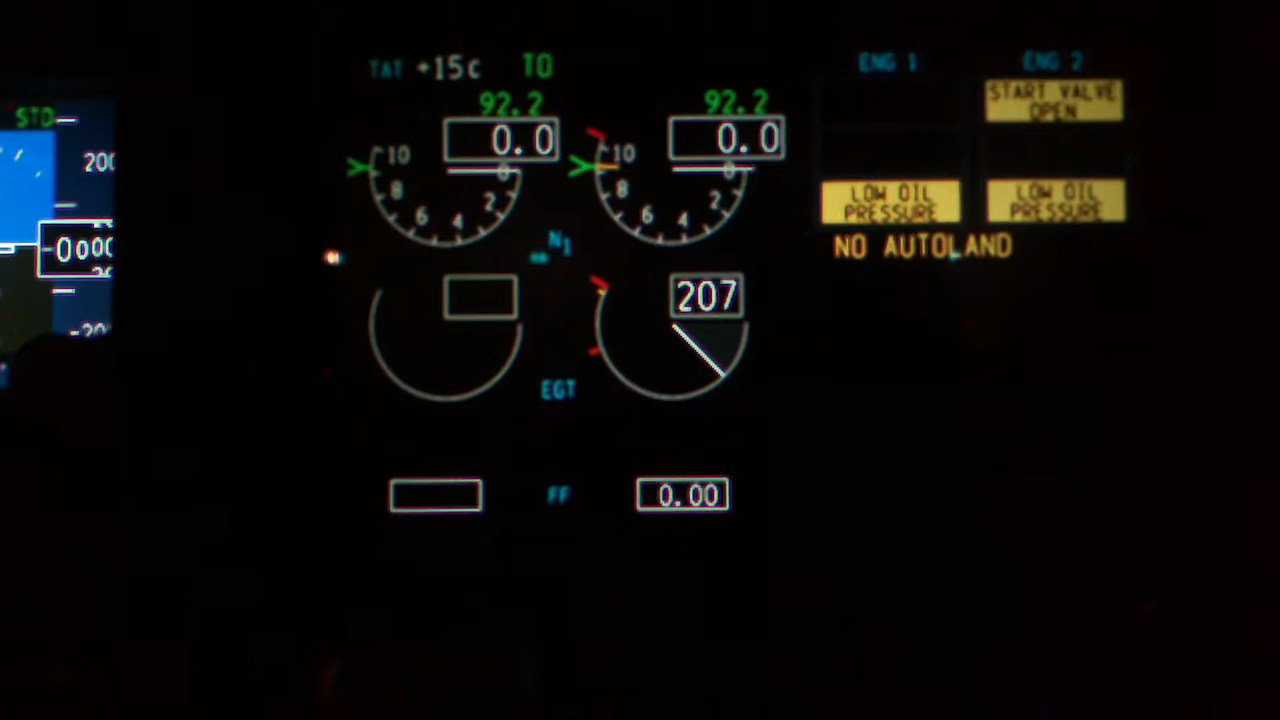 TAT +15c TO
ENG 1
ENG 2
STD
92.2
92.2
START VALVE
OPEN
0.0
0.0
200
10
8
6
4
2
0
10
8
6
4
2
0
LOW OIL
PRESSURE
LOW OIL
PRESSURE
N1
NO AUTOLAND
207
EGT
FF
0.00